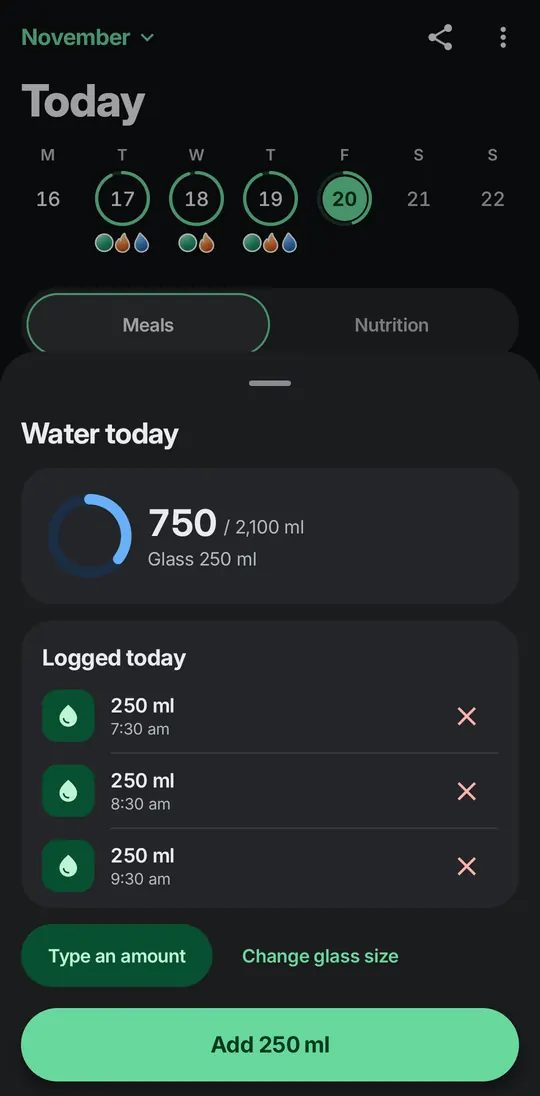 November
Today
M T W T F S S
16 17 18 19 20 21 22
Meals Nutrition
Water today
750 / 2,100 ml
Glass 250 ml
Logged today
250 ml
7:30 am
250 ml
8:30 am
250 ml
9:30 am
Type an amount Change glass size
Add 250 ml